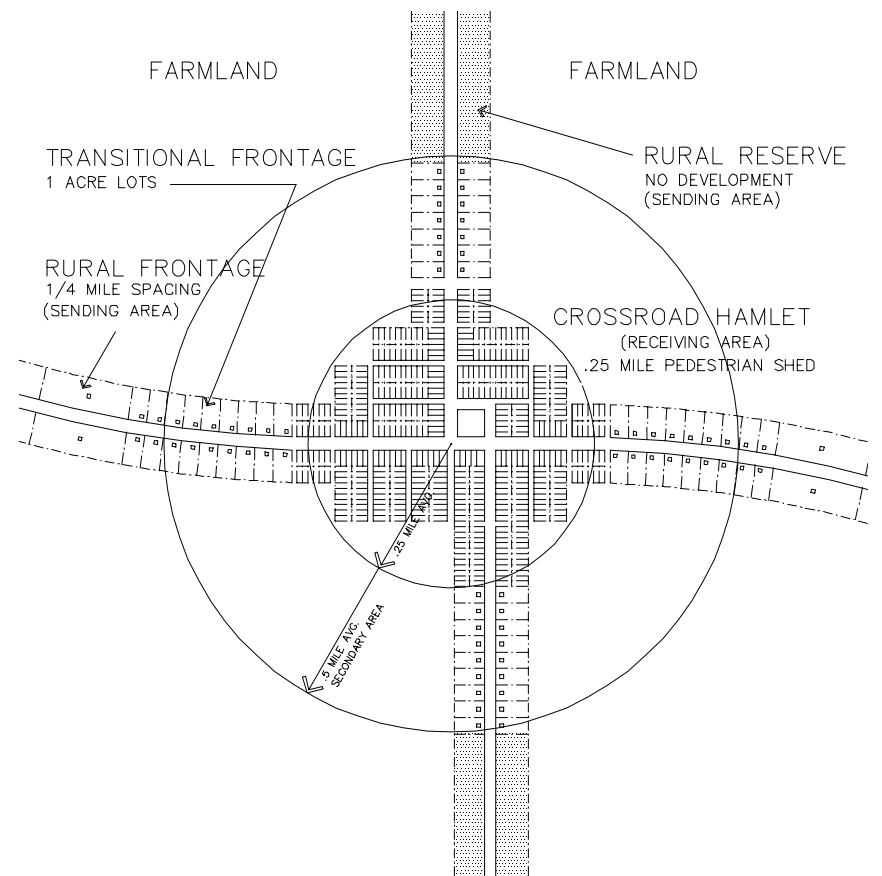 FARMLAND
FARMLAND
TRANSITIONAL FRONTAGE
1 ACRE LOTS
RURAL RESERVE
NO DEVELOPMENT
(SENDING AREA)
RURAL FRONTAGE
1/4 MILE SPACING
(SENDING AREA)
CROSSROAD HAMLET
(RECEIVING AREA)
.25 MILE PEDESTRIAN SHED
.25 MILE AVG.
.5 MILE AVG.
SECONDARY AREA